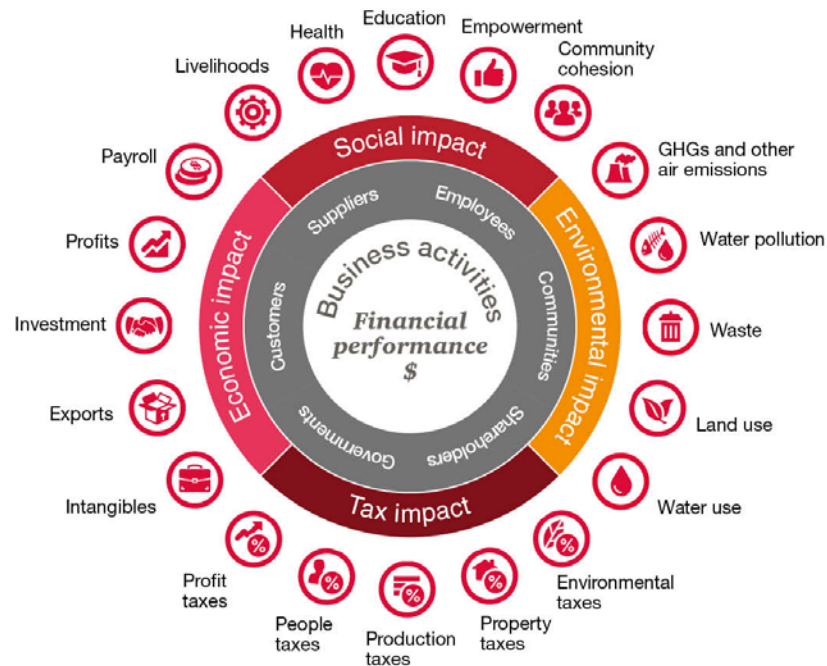 Education
Health
Empowerment
Livelihoods
Community
cohesion
Payroll
GHGs and other
air emissions
Profits
Water pollution
Investment
Waste
Exports
Land use
Intangibles
Water use
Profit
taxes
People
taxes
Production
taxes
Property
taxes
Environmental
taxes
Social impact
Environmental impact
Tax impact
Economic impact
Suppliers
Employees
Communities
Shareholders
Governments
Customers
Business activities
Financial
performance
$